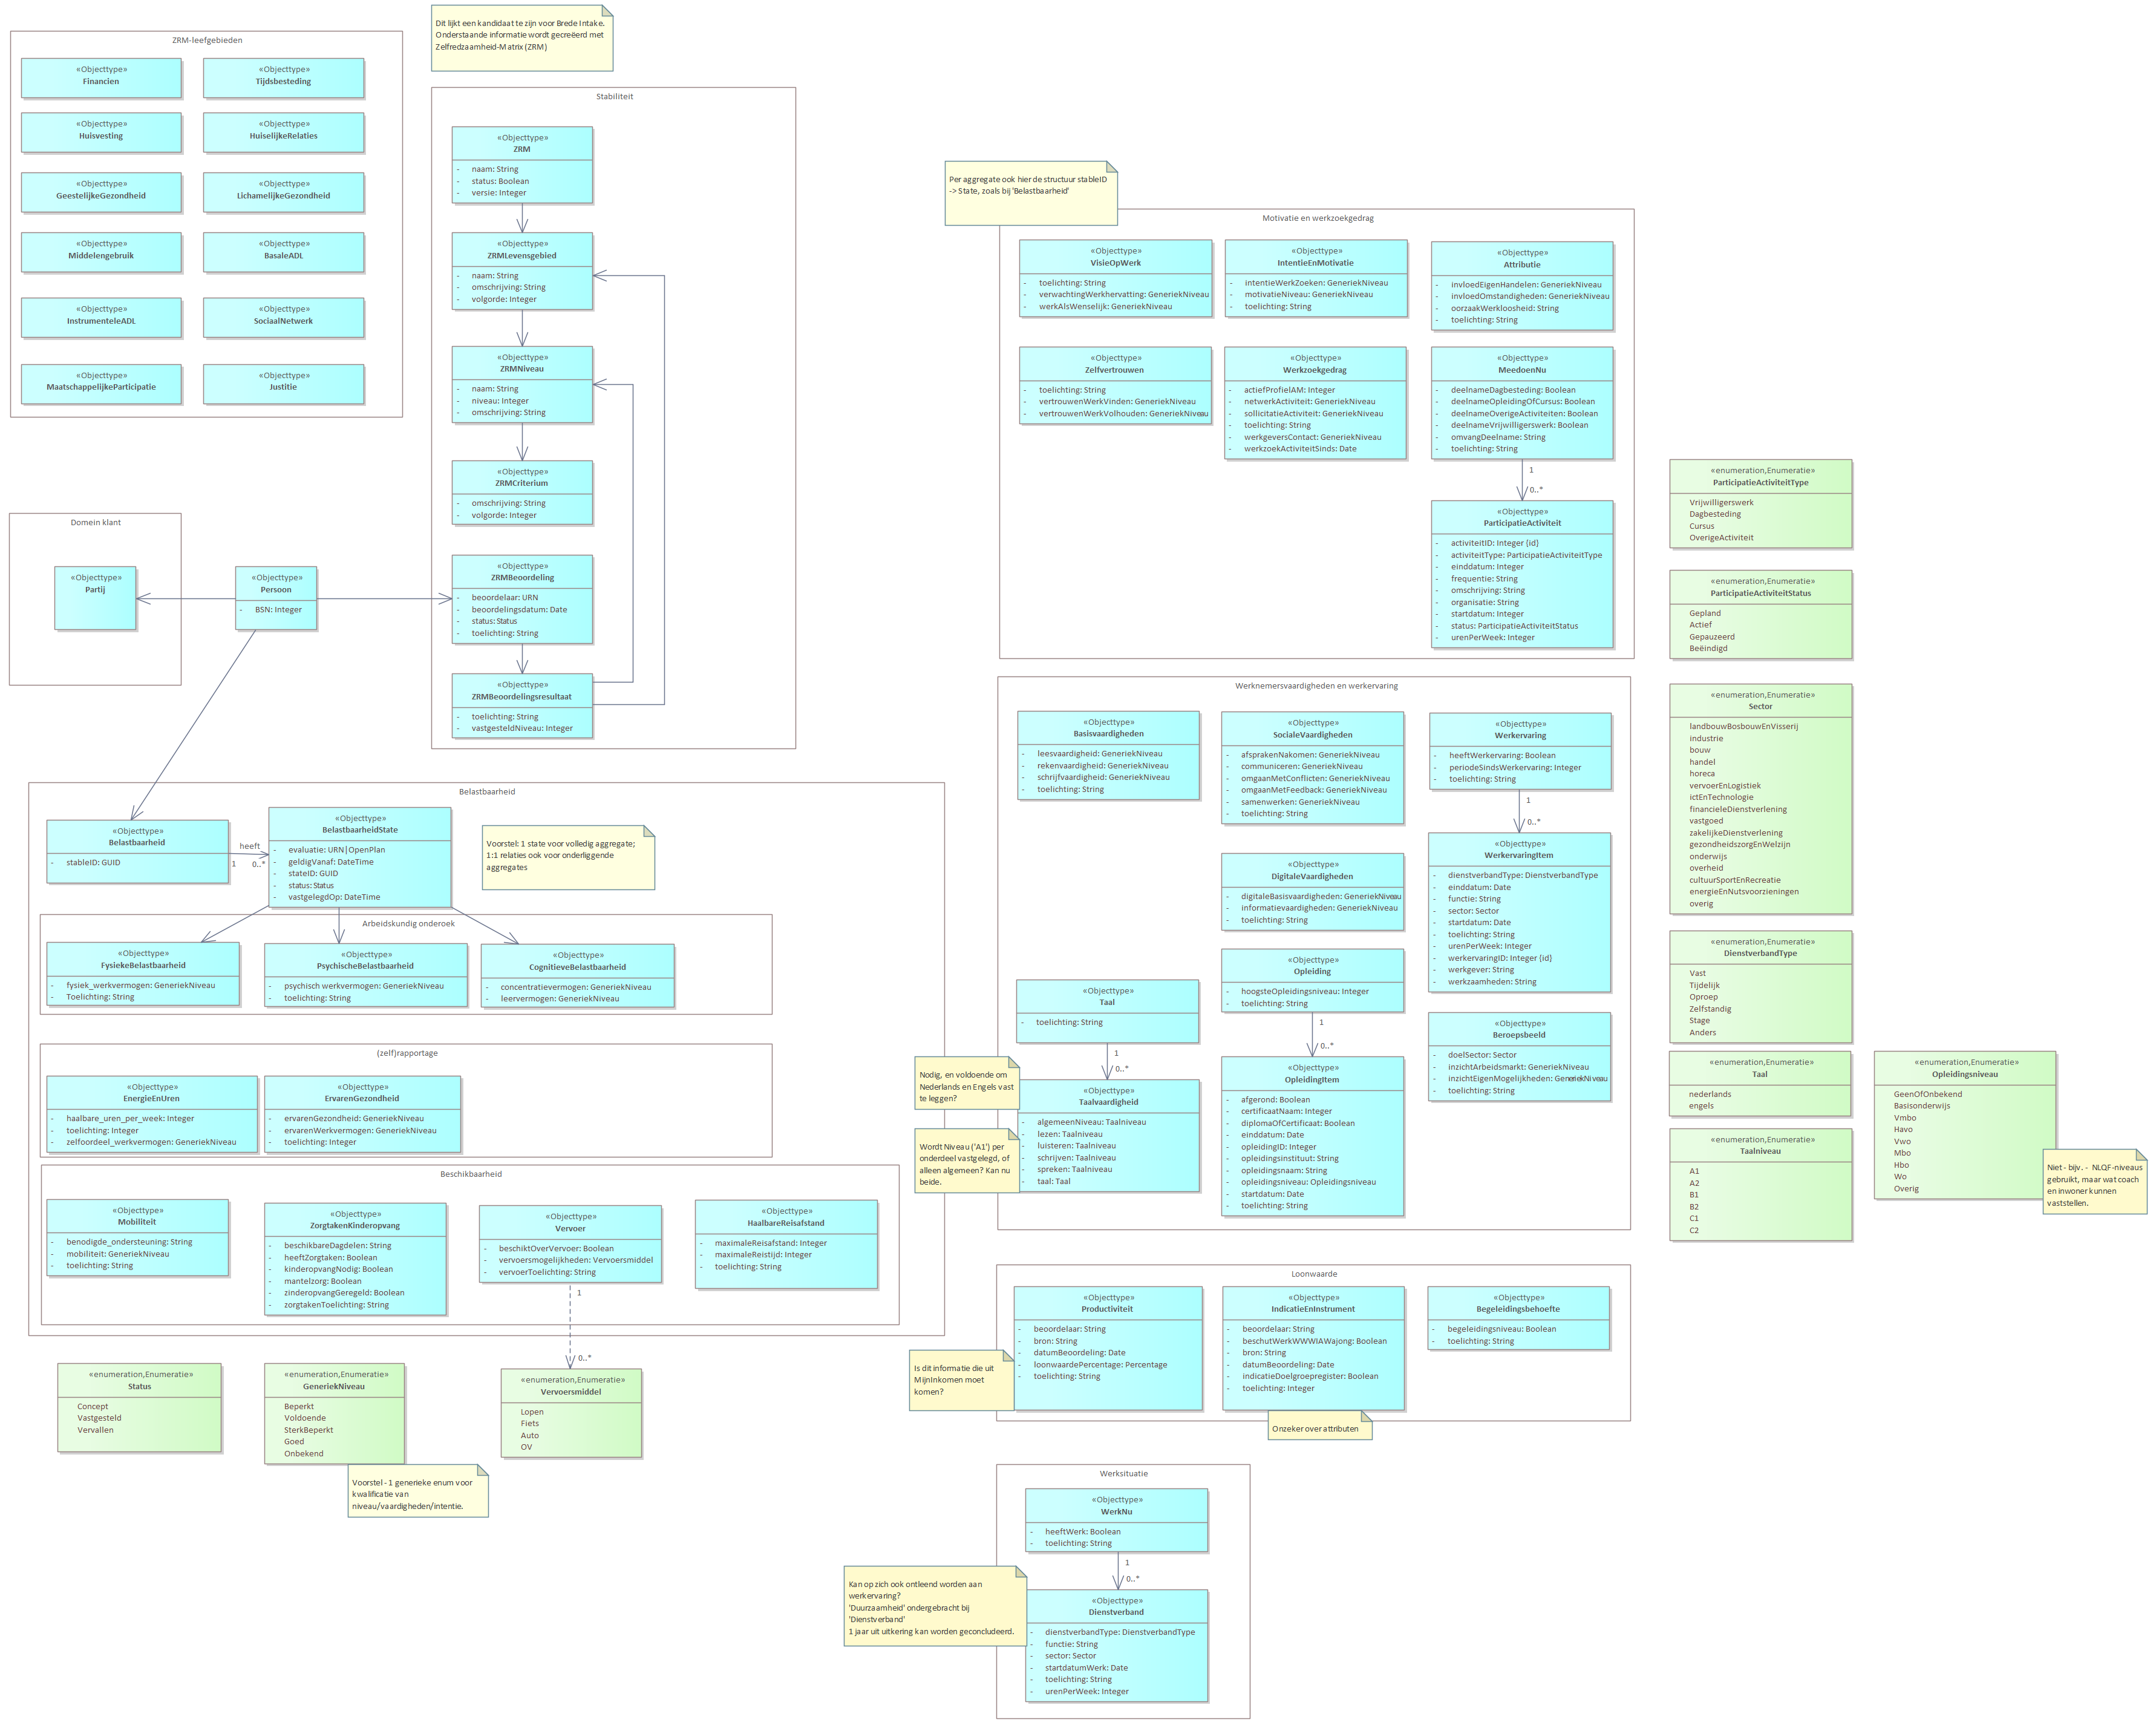 Dit lijkt een kandidaat te zijn voor Brede Intake.
Onderstaande informatie wordt gecreëerd met
Zelfredzaamheid-Matrix (ZRM)
ZRM-leefgebieden
«Objecttype»
Financien
«Objecttype»
Tijdsbesteding
«Objecttype»
Huisvesting
«Objecttype»
HuiselijkeRelaties
«Objecttype»
GeestelijkeGezondheid
«Objecttype»
LichamelijkeGezondheid
«Objecttype»
Middelengebruik
«Objecttype»
BasaleADL
«Objecttype»
InstrumenteleADL
«Objecttype»
SociaalNetwerk
«Objecttype»
MaatschappelijkeParticipatie
«Objecttype»
Justitie
Stabiliteit
«Objecttype»
ZRM
- naam: String
- status: Boolean
- versie: Integer
«Objecttype»
ZRMLevensgebied
- naam: String
- omschrijving: String
- volgorde: Integer
«Objecttype»
ZRMNiveau
- naam: String
- niveau: Integer
- omschrijving: String
«Objecttype»
ZRMCriterium
- omschrijving: String
- volgorde: Integer
«Objecttype»
ZRMBeoordeling
- beoordelaar: URN
- beoordelingsdatum: Date
- status: Status
- toelichting: String
«Objecttype»
ZRMBeoordelingsresultaat
- toelichting: String
- vastgesteldNiveau: Integer
Domein klant
«Objecttype»
Partij
«Objecttype»
Persoon
- BSN: Integer
Belastbaarheid
«Objecttype»
Belastbaarheid
- stableID: GUID
heeft
1
0..*
«Objecttype»
BelastbaarheidState
- evaluatie: URN|OpenPlan
- geldigVanaf: DateTime
- stateID: GUID
- status: Status
- vastgelegdOp: DateTime
Voorstel: 1 state voor volledig aggregate;
1:1 relaties ook voor onderliggende
aggregates
Arbeidskundig onderoek
«Objecttype»
FysiekeBelastbaarheid
- fysiek_werkvermogen: GeneriekNiveau
- Toelichting: String
«Objecttype»
PsychischeBelastbaarheid
- psychisch werkvermogen: GeneriekNiveau
- toelichting: String
«Objecttype»
CognitieveBelastbaarheid
- concentratievermogen: GeneriekNiveau
- leervermogen: GeneriekNiveau
(zelf)rapportage
«Objecttype»
EnergieEnUren
- haalbare_uren_per_week: Integer
- toelichting: Integer
- zelfoordeel_werkvermogen: GeneriekNiveau
«Objecttype»
ErvarenGezondheid
- ervarenGezondheid: GeneriekNiveau
- ervarenWerkvermogen: GeneriekNiveau
- toelichting: Integer
Beschikbaarheid
«Objecttype»
Mobiliteit
- benodigde_ondersteuning: String
- mobiliteit: GeneriekNiveau
- toelichting: String
«Objecttype»
ZorgtakenKinderopvang
- beschikbareDagdelen: String
- heeftZorgtaken: Boolean
- kinderopvangNodig: Boolean
- mantelzorg: Boolean
- zinderopvangGeregeld: Boolean
- zorgtakenToelichting: String
«Objecttype»
Vervoer
- beschiktOverVervoer: Boolean
- vervoersmogelijkheden: Vervoersmiddel
- vervoerToelichting: String
«Objecttype»
HaalbareReisafstand
- maximaleReisafstand: Integer
- maximaleReistijd: Integer
- toelichting: String
1
0..*
«enumeration,Enumeratie»
Status
Concept
Vastgesteld
Vervallen
«enumeration,Enumeratie»
GeneriekNiveau
Beperkt
Voldoende
SterkBeperkt
Goed
Onbekend
Voorstel - 1 generieke enum voor
kwalificatie van
niveau/vaardigheden/intentie.
«enumeration,Enumeratie»
Vervoersmiddel
Lopen
Fiets
Auto
OV
Per aggregate ook hier de structuur stableID
-> State, zoals bij 'Belastbaarheid'
Motivatie en werkzoekgedrag
«Objecttype»
VisieOpWerk
- toelichting: String
- verwachtingWerkhervatting: GeneriekNiveau
- werkAlsWenselijk: GeneriekNiveau
«Objecttype»
IntentieEnMotivatie
- intentieWerkZoeken: GeneriekNiveau
- motivatieNiveau: GeneriekNiveau
- toelichting: String
«Objecttype»
Attributie
- invloedEigenHandelen: GeneriekNiveau
- invloedOmstandigheden: GeneriekNiveau
- oorzaakWerkloosheid: String
- toelichting: String
«Objecttype»
Zelfvertrouwen
- toelichting: String
- vertrouwenWerkVinden: GeneriekNiveau
- vertrouwenWerkVolhouden: GeneriekNiveau
«Objecttype»
Werkzoekgedrag
- actiefProfielAM: Integer
- netwerkActiviteit: GeneriekNiveau
- sollicitatieActiviteit: GeneriekNiveau
- toelichting: String
- werkgeversContact: GeneriekNiveau
- werkzoekActiviteitSinds: Date
«Objecttype»
MeedoenNu
- deelnameDagbesteding: Boolean
- deelnameOpleidingOfCursus: Boolean
- deelnameOverigeActiviteiten: Boolean
- deelnameVrijwilligerswerk: Boolean
- omvangDeelname: String
- toelichting: String
1
0..*
«Objecttype»
ParticipatieActiviteit
- activiteitID: Integer {id}
- activiteitType: ParticipatieActiviteitType
- einddatum: Integer
- frequentie: String
- omschrijving: String
- organisatie: String
- startdatum: Integer
- status: ParticipatieActiviteitStatus
- urenPerWeek: Integer
«enumeration,Enumeratie»
ParticipatieActiviteitType
Vrijwilligerswerk
Dagbesteding
Cursus
OverigeActiviteit
«enumeration,Enumeratie»
ParticipatieActiviteitStatus
Gepland
Actief
Gepauzeerd
Beëindigd
«enumeration,Enumeratie»
Sector
landbouwBosbouwEnVisserij
industrie
bouw
handel
horeca
vervoerEnLogistiek
ictEnTechnologie
financieleDienstverlening
vastgoed
zakelijkeDienstverlening
gezondheidszorgEnWelzijn
onderwijs
overheid
cultuurSportEnRecreatie
energieEnNutsvoorzieningen
overig
«enumeration,Enumeratie»
DienstverbandType
Vast
Tijdelijk
Oproep
Zelfstandig
Stage
Anders
«enumeration,Enumeratie»
Taal
nederlands
engels
«enumeration,Enumeratie»
Taalniveau
A1
A2
B1
B2
C1
C2
«enumeration,Enumeratie»
Opleidingsniveau
GeenOfOnbekend
Basisonderwijs
Vmbo
Havo
Vwo
Mbo
Hbo
Wo
Overig
Niet - bijv. - NLQF-niveaus
gebruikt, maar wat coach
en inwoner kunnen
vaststellen.
Werknemersvaardigheden en werkervaring
«Objecttype»
Basisvaardigheden
- leesvaardigheid: GeneriekNiveau
- rekenvaardigheid: GeneriekNiveau
- schrijfvaardigheid: GeneriekNiveau
- toelichting: String
«Objecttype»
SocialeVaardigheden
- afsprakenNakomen: GeneriekNiveau
- communiceren: GeneriekNiveau
- omgaanMetConflicten: GeneriekNiveau
- omgaanMetFeedback: GeneriekNiveau
- samenwerken: GeneriekNiveau
- toelichting: String
«Objecttype»
Werkervaring
- heeftWerkervaring: Boolean
- periodeSindsWerkervaring: Integer
- toelichting: String
1
0..*
«Objecttype»
WerkervaringItem
- dienstverbandType: DienstverbandType
- einddatum: Date
- functie: String
- sector: Sector
- startdatum: Date
- toelichting: String
- urenPerWeek: Integer
- werkervaringID: Integer {id}
- werkgever: String
- werkzaamheden: String
«Objecttype»
DigitaleVaardigheden
- digitaleBasisvaardigheden: GeneriekNiveau
- informatievaardigheden: GeneriekNiveau
- toelichting: String
«Objecttype»
Opleiding
- hoogsteOpleidingsniveau: Integer
- toelichting: String
1
0..*
«Objecttype»
OpleidingItem
- afgerond: Boolean
- certificaatNaam: Integer
- diplomaOfCertificaat: Boolean
- einddatum: Date
- opleidingID: Integer
- opleidingsinstituut: String
- opleidingsnaam: String
- opleidingsniveau: Opleidingsniveau
- startdatum: Date
- toelichting: String
«Objecttype»
Beroepsbeeld
- doelSector: Sector
- inzichtArbeidsmarkt: GeneriekNiveau
- inzichtEigenMogelijkheden: GeneriekNiveau
- toelichting: String
«Objecttype»
Taal
- toelichting: String
1
0..*
«Objecttype»
Taalvaardigheid
- algemeenNiveau: Taalniveau
- lezen: Taalniveau
- luisteren: Taalniveau
- schrijven: Taalniveau
- spreken: Taalniveau
- taal: Taal
Nodig, en voldoende om
Nederlands en Engels vast
te leggen?
Wordt Niveau ('A1') per
onderdeel vastgelegd, of
alleen algemeen? Kan nu
beide.
Loonwaarde
«Objecttype»
Productiviteit
- beoordelaar: String
- bron: String
- datumBeoordeling: Date
- loonwaardePercentage: Percentage
- toelichting: String
«Objecttype»
IndicatieEnInstrument
- beoordelaar: String
- beschutWerkWWWIAWajong: Boolean
- bron: String
- datumBeoordeling: Date
- indicatieDoelgroepregister: Boolean
- toelichting: Integer
«Objecttype»
Begeleidingsbehoefte
- begeleidingsniveau: Boolean
- toelichting: String
Is dit informatie die uit
MijnInkomen moet
komen?
Onzeker over attributen
Werksituatie
«Objecttype»
WerkNu
- heeftWerk: Boolean
- toelichting: String
1
0..*
«Objecttype»
Dienstverband
- dienstverbandType: DienstverbandType
- functie: String
- sector: Sector
- startdatumWerk: Date
- toelichting: String
- urenPerWeek: Integer
Kan op zich ook ontleend worden aan
werkervaring?
'Duurzaamheid' ondergebracht bij
'Dienstverband'
1 jaar uit uitkering kan worden geconcludeerd.